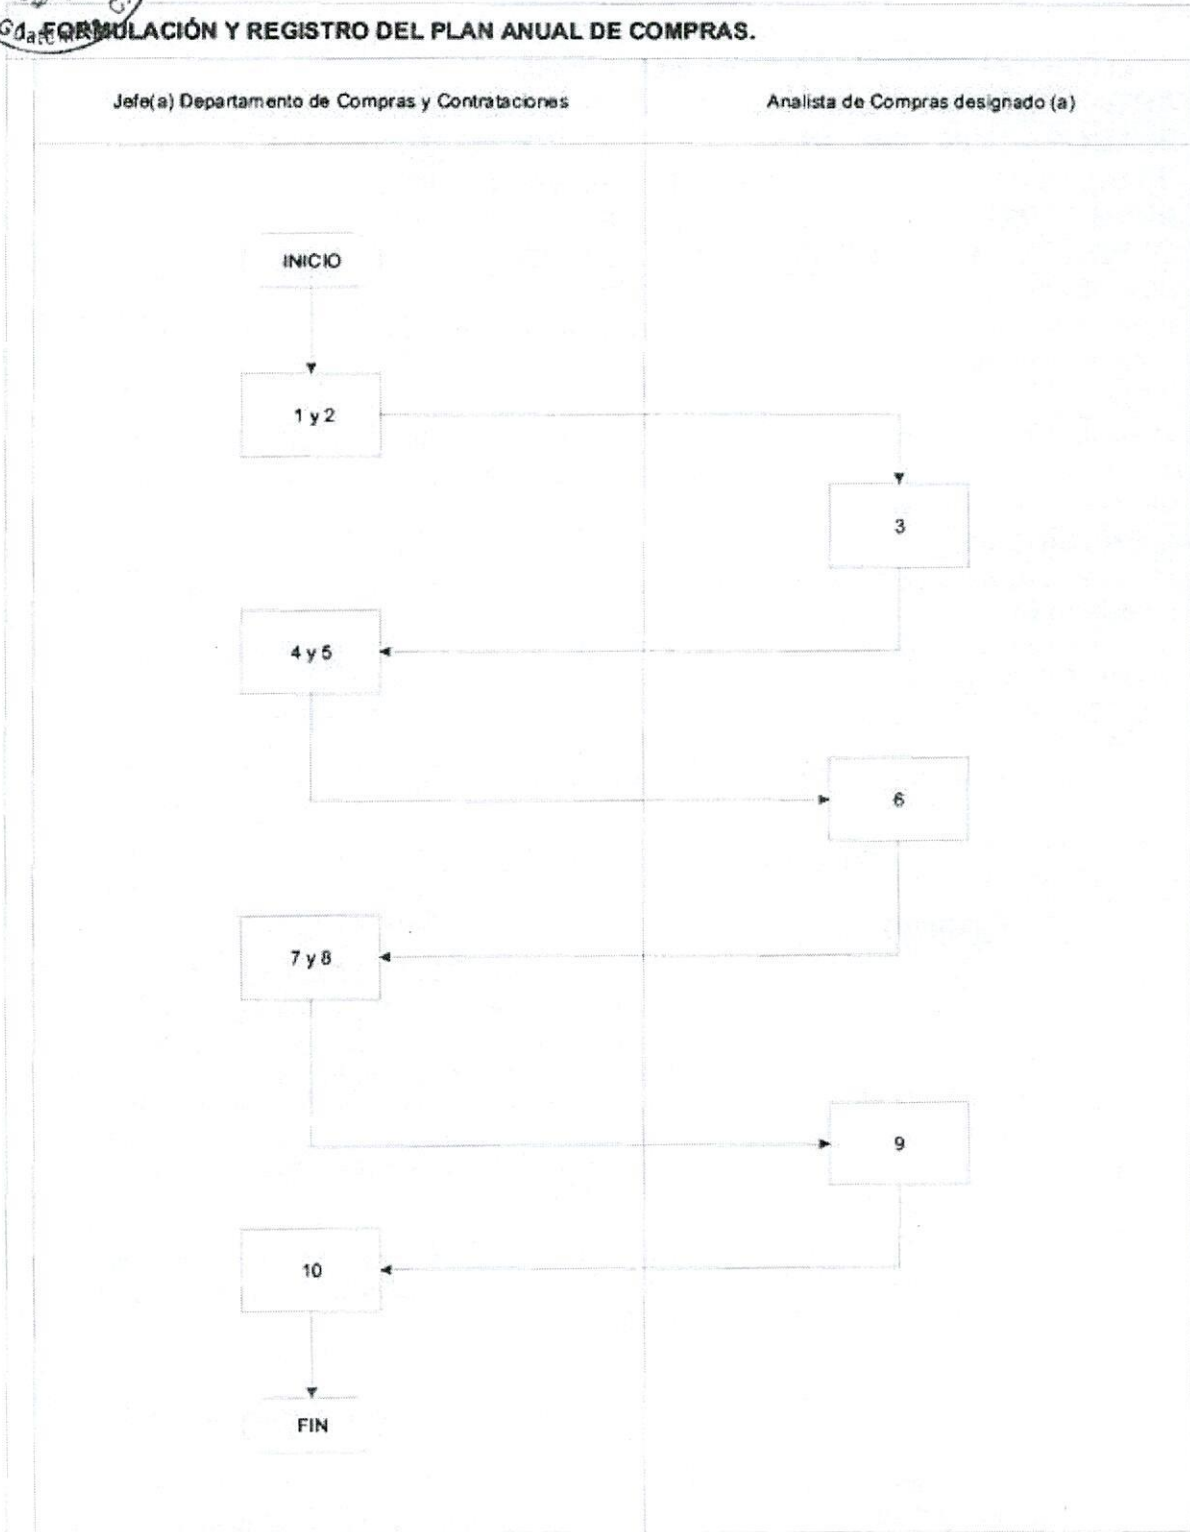 1. FORMULACIÓN Y REGISTRO DEL PLAN ANUAL DE COMPRAS.
Jefe(a) Departamento de Compras y Contrataciones
Analista de Compras designado (a)
INICIO
1 y 2
3
4 y 5
6
7 y 8
9
10
FIN